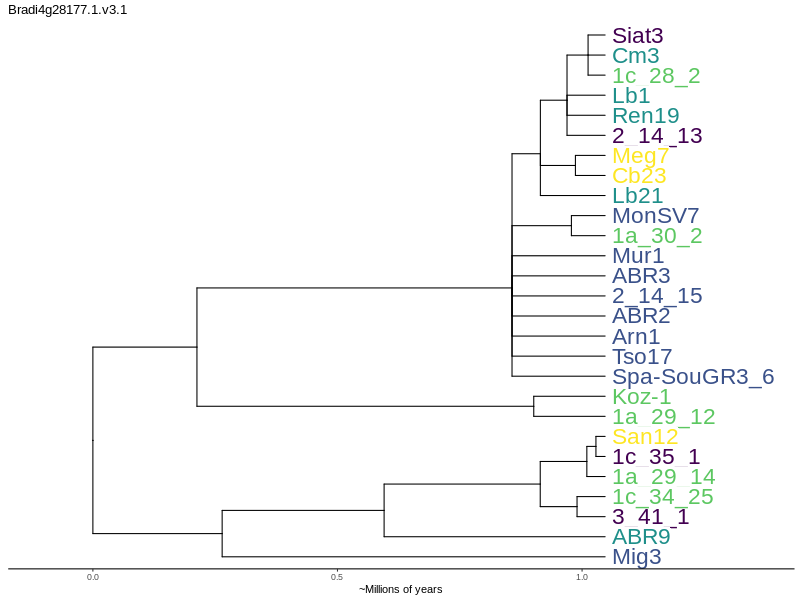 Bradi4g28177.1.v3.1
Siat3
Cm3
1c_28_2
Lb1
Ren19
2_14_13
Meg7
Cb23
Lb21
MonSV7
1a_30_2
Mur1
ABR3
2_14_15
ABR2
Arn1
Tso17
Spa-SouGR3_6
Koz-1
1a_29_12
San12
1c_35_1
1a_29_14
1c_34_25
3_41_1
ABR9
Mig3
0.0 0.5 1.0
~Millions of years